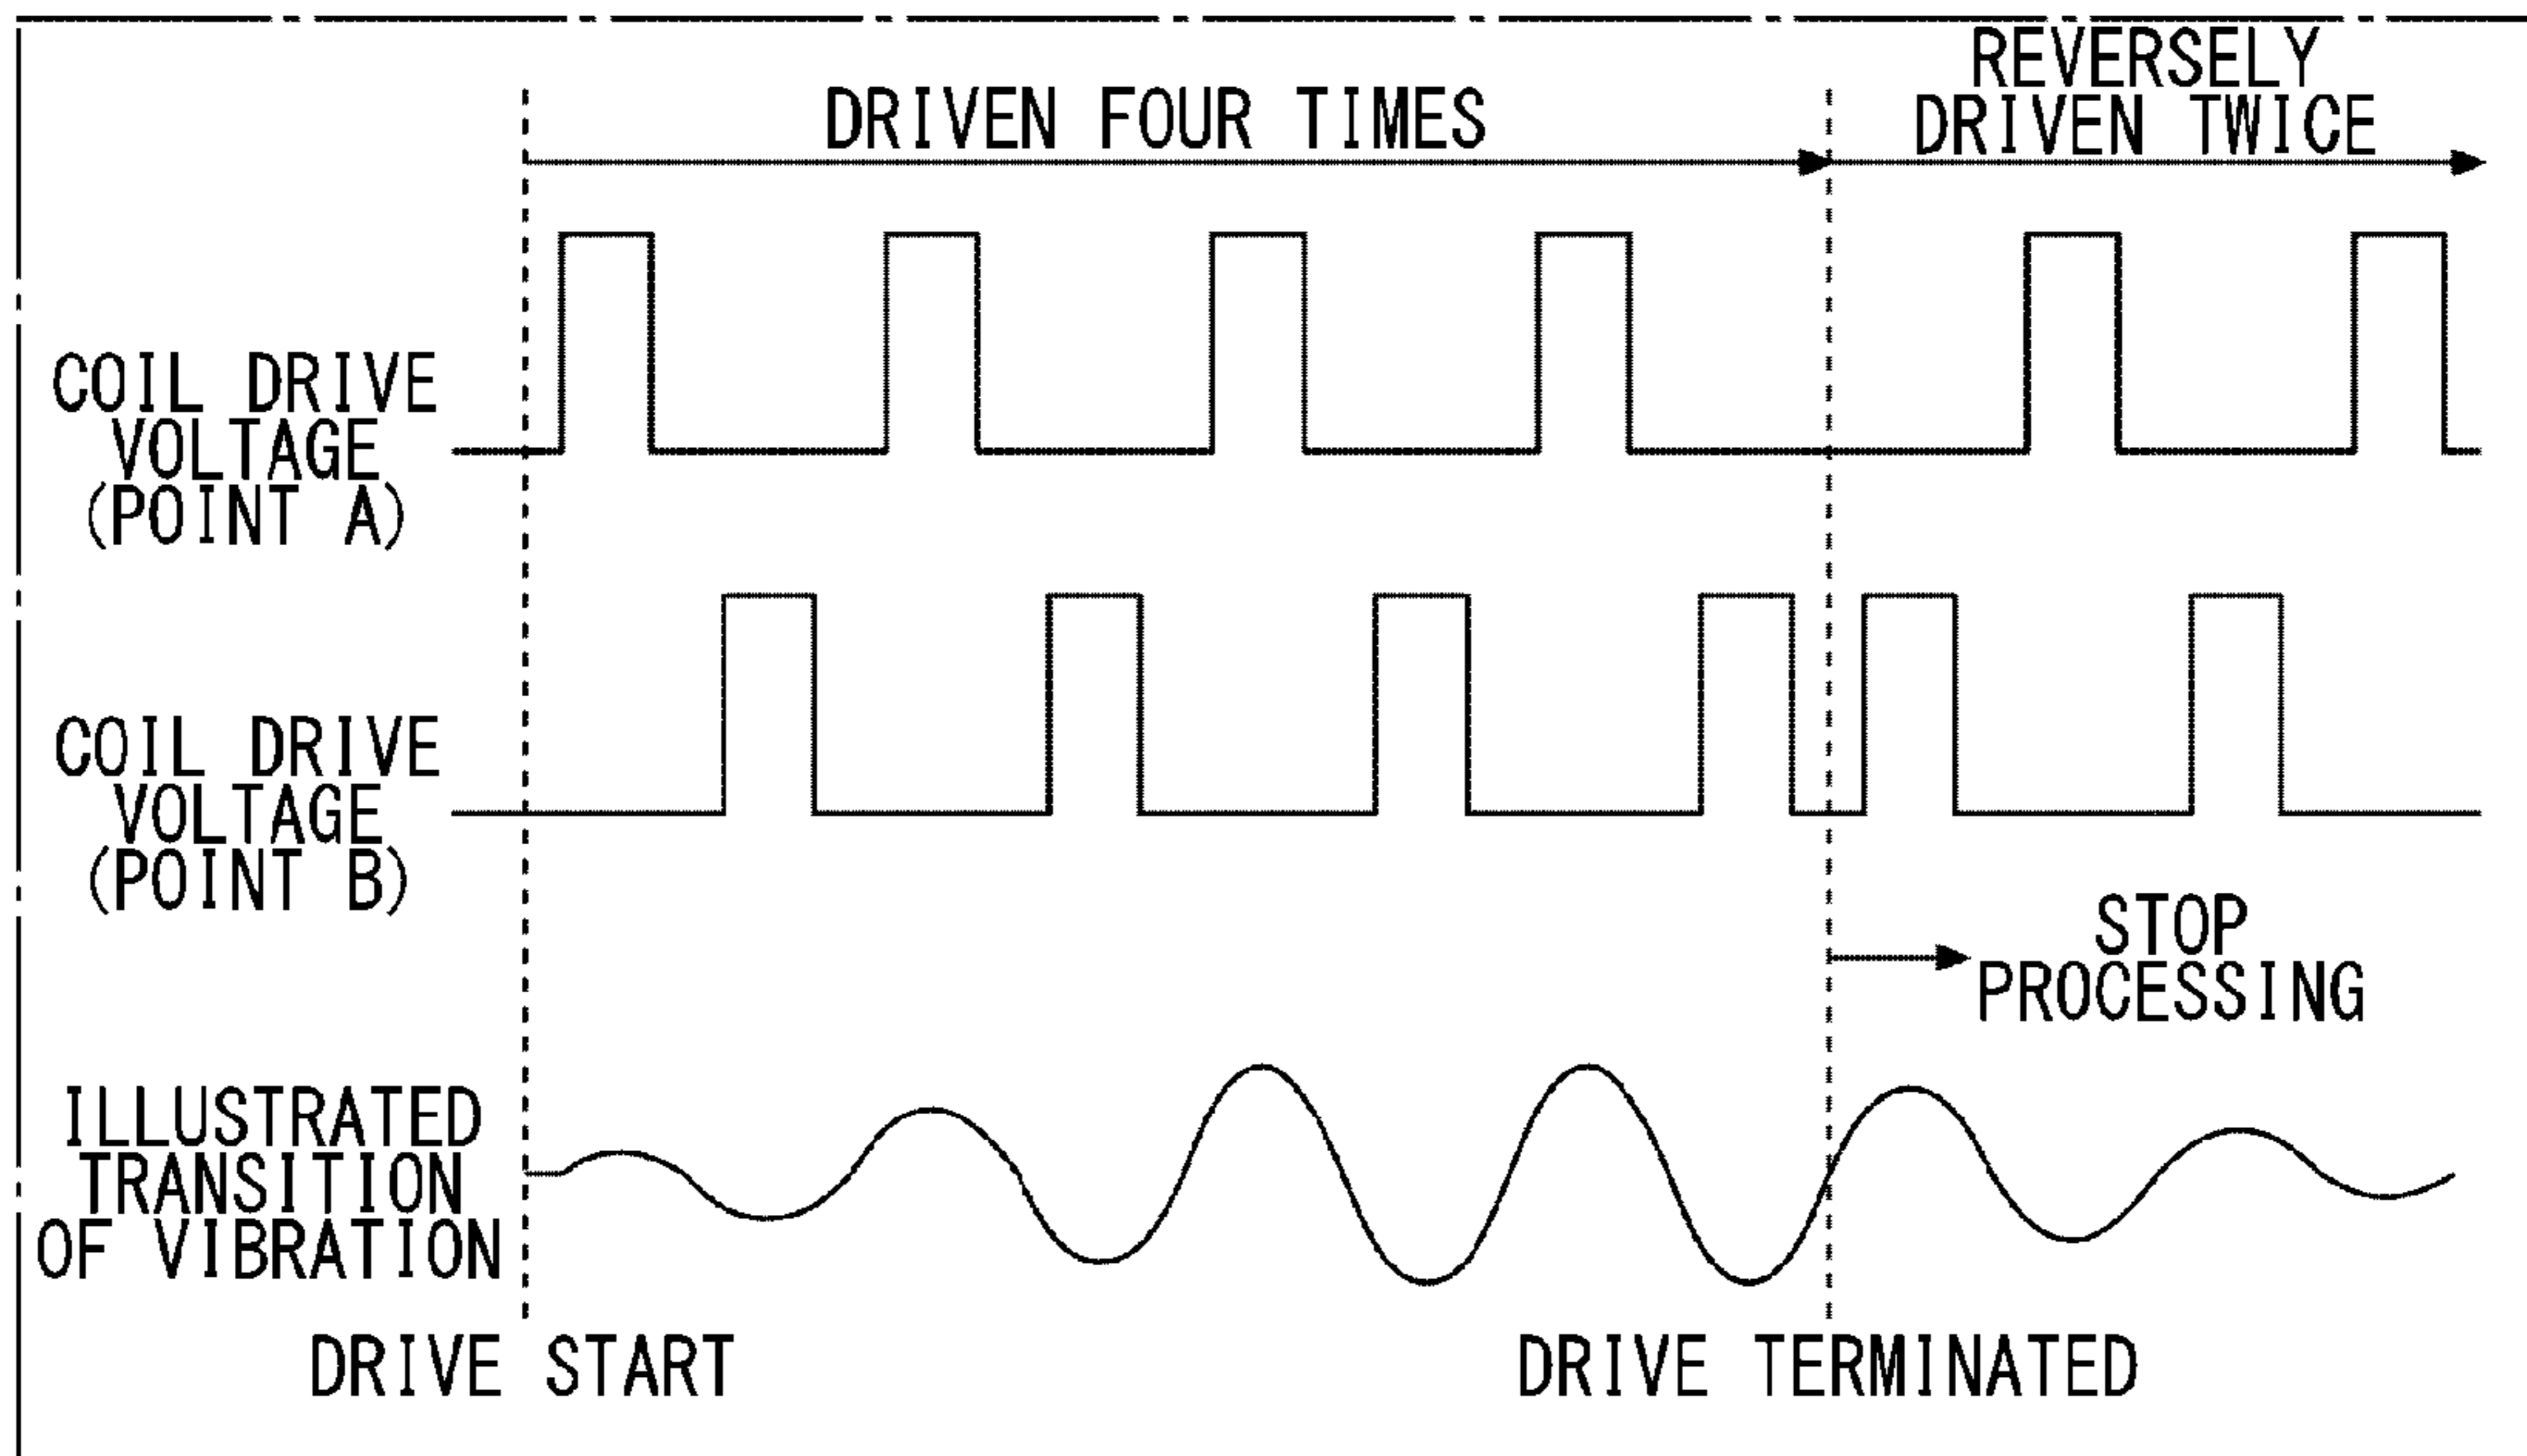 REVERSELY
DRIVEN TWICE
DRIVEN FOUR TIMES
COIL DRIVE
VOLTAGE
(POINT A)
COIL DRIVE
VOLTAGE
(POINT B)
STOP
PROCESSING
ILLUSTRATED
TRANSITION
OF VIBRATION
DRIVE START
DRIVE TERMINATED